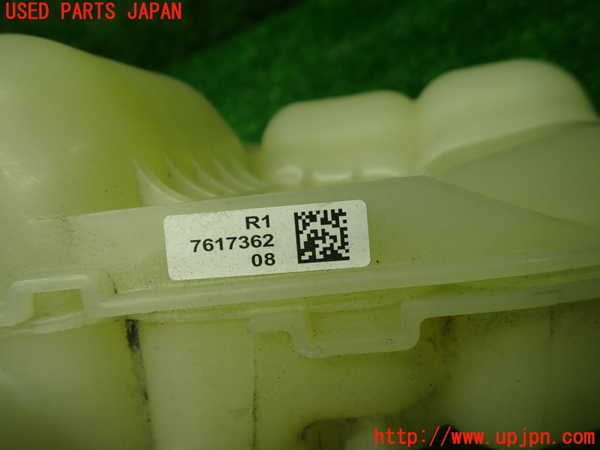 USED PARTS JAPAN
R1
7617362
08
http://www.upjpn.com/